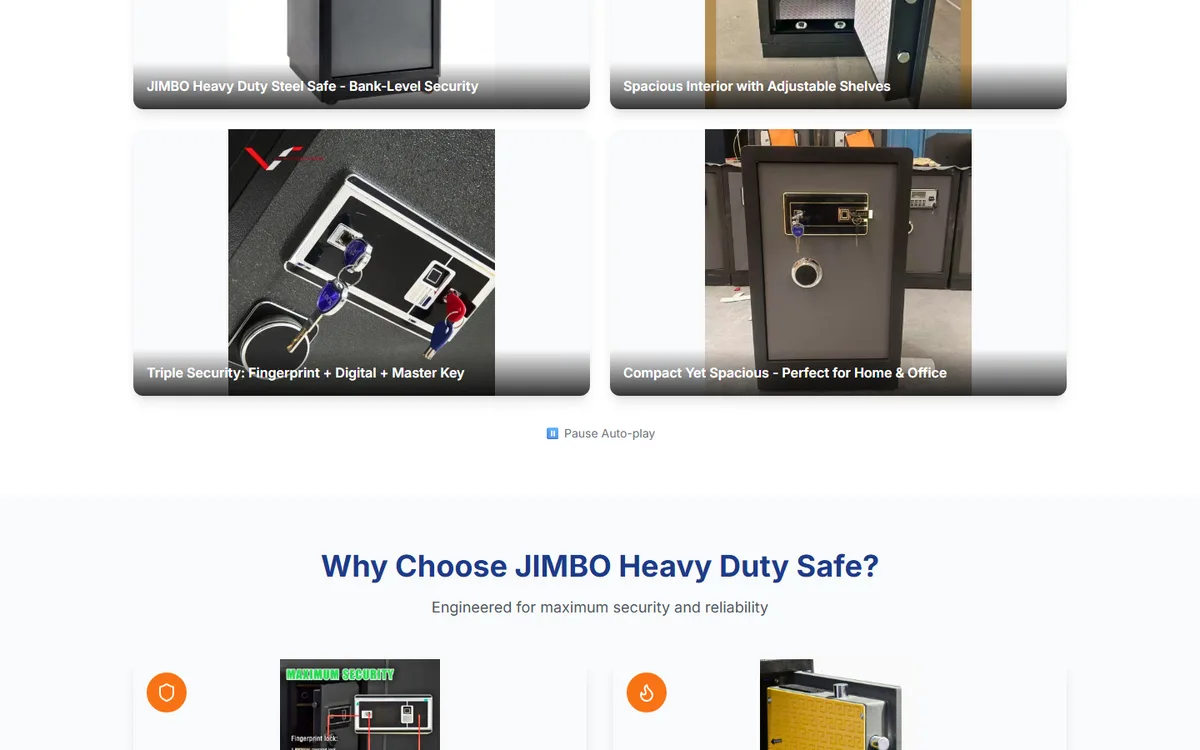 JIMBO Heavy Duty Steel Safe - Bank-Level Security
Spacious Interior with Adjustable Shelves
Triple Security: Fingerprint + Digital + Master Key
Compact Yet Spacious - Perfect for Home & Office
Pause Auto-play
Why Choose JIMBO Heavy Duty Safe?
Engineered for maximum security and reliability
MAXIMUM SECURITY
Fingerprint lock: